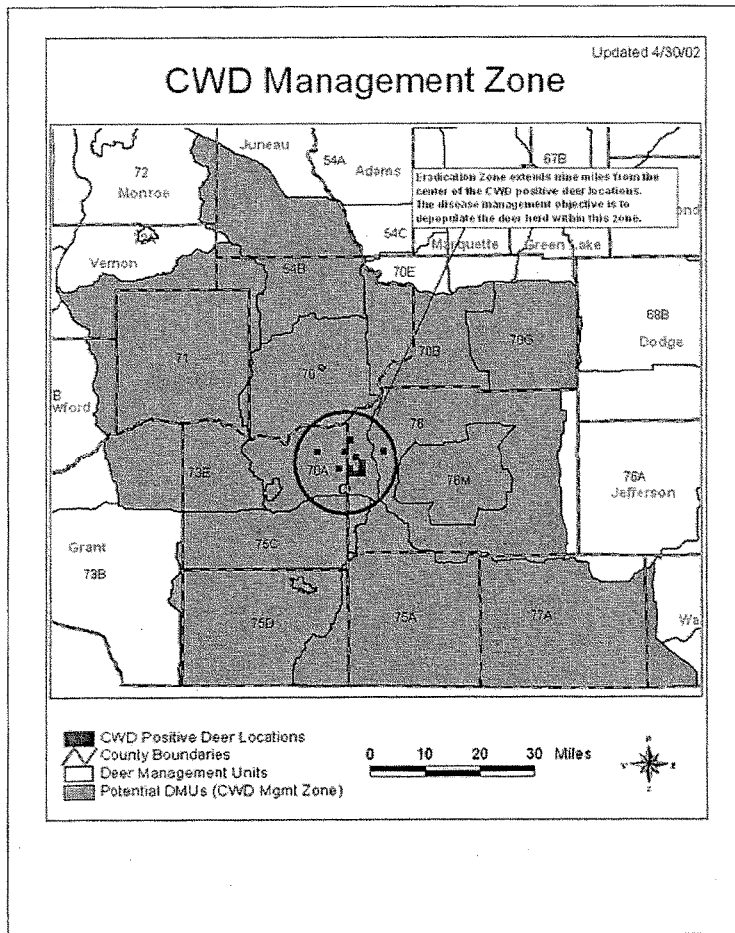 Updated 4/30/02
CWD Management Zone
Juneau
54A
Adams
67B
72
Monroe
Eradication Zone extends nine miles from the
center of the CWD positive deer locations.
The disease management objective is to
depopulate the deer herd within this zone.
ond
54C
Marquette
Green Lake
Vernon
54B
70E
68B
Dodge
71
70
70B
70G
B
wford
76
70A
73E
76M
76A
Jefferson
Grant
73B
75C
75D
75A
77A
Wa
CWD Positive Deer Locations
County Boundaries
Deer Management Units
Potential DMUs (CWD Mgmt Zone)
0 10 20 30 Miles